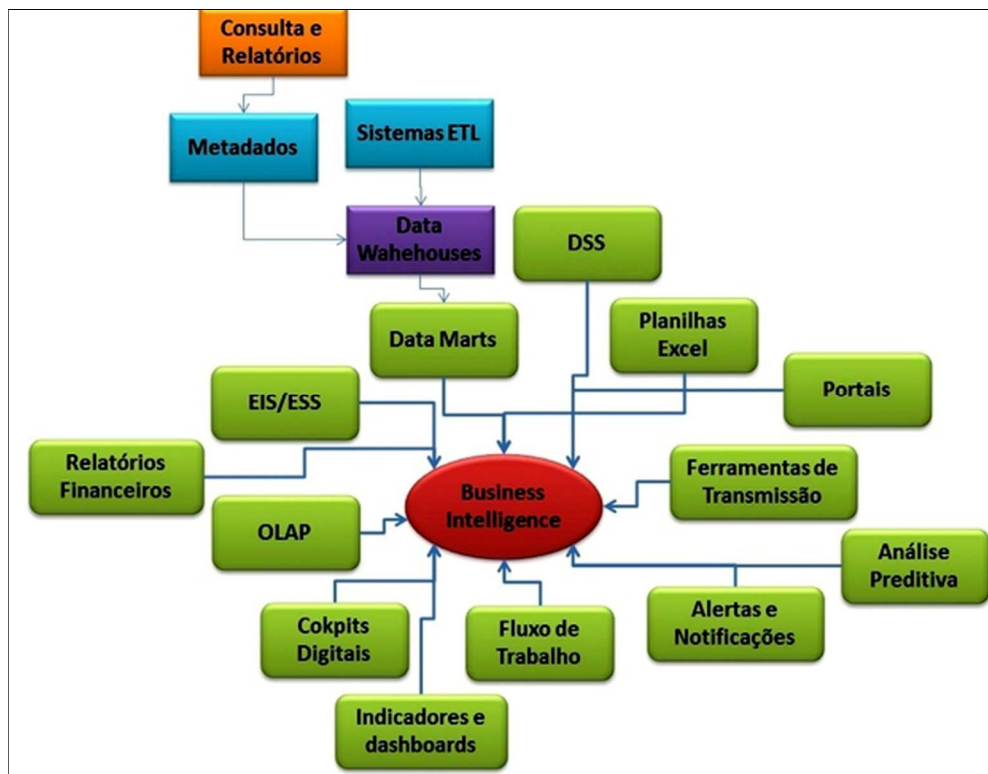 Consulta e
Relatórios
Metadados
Sistemas ETL
Data
Wahehouses
DSS
Data Marts
Planilhas
Excel
EIS/ESS
Portais
Relatórios
Financeiros
Business
Intelligence
Ferramentas de
Transmissão
OLAP
Análise
Preditiva
Cokpits
Digitais
Fluxo de
Trabalho
Alertas e
Notificações
Indicadores e
dashboards